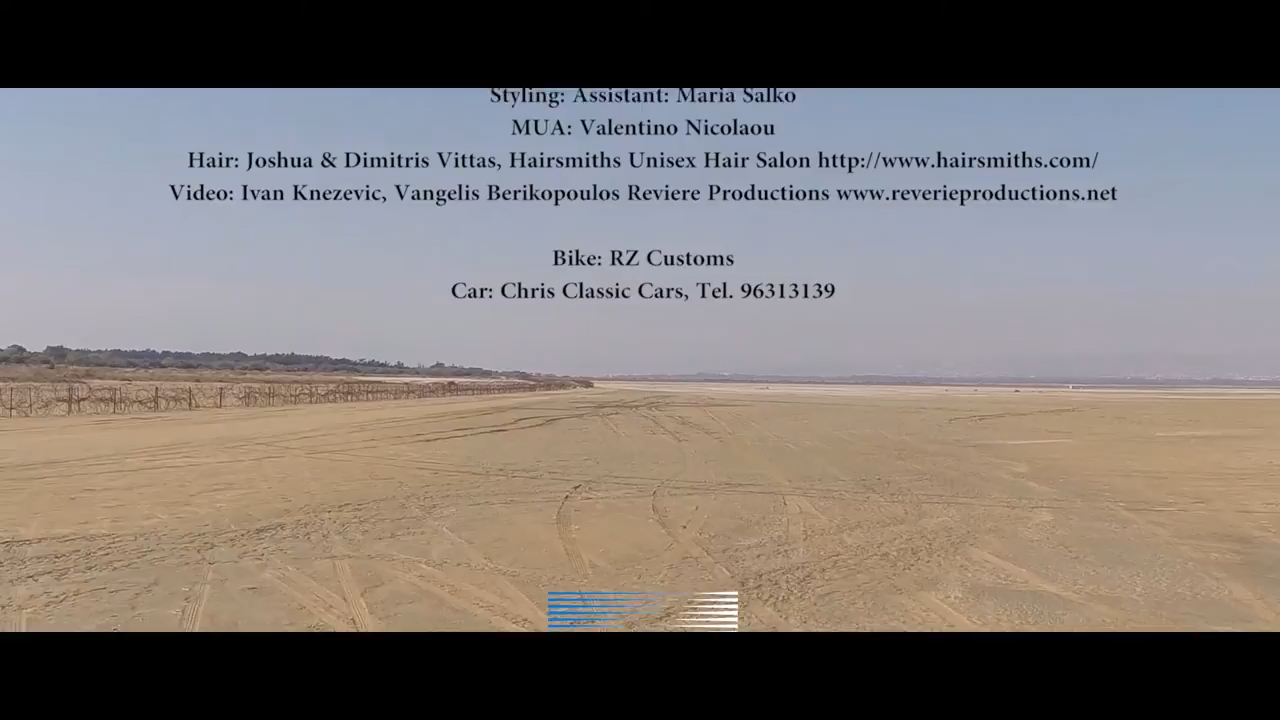 Styling: Assistant: Maria Salko
MUA: Valentino Nicolaou
Hair: Joshua & Dimitris Vittas, Hairsmiths Unisex Hair Salon http://www.hairsmiths.com/
Video: Ivan Knezevic, Vangelis Berikopoulos Reviere Productions www.reverieproductions.net
Bike: RZ Customs
Car: Chris Classic Cars, Tel. 96313139